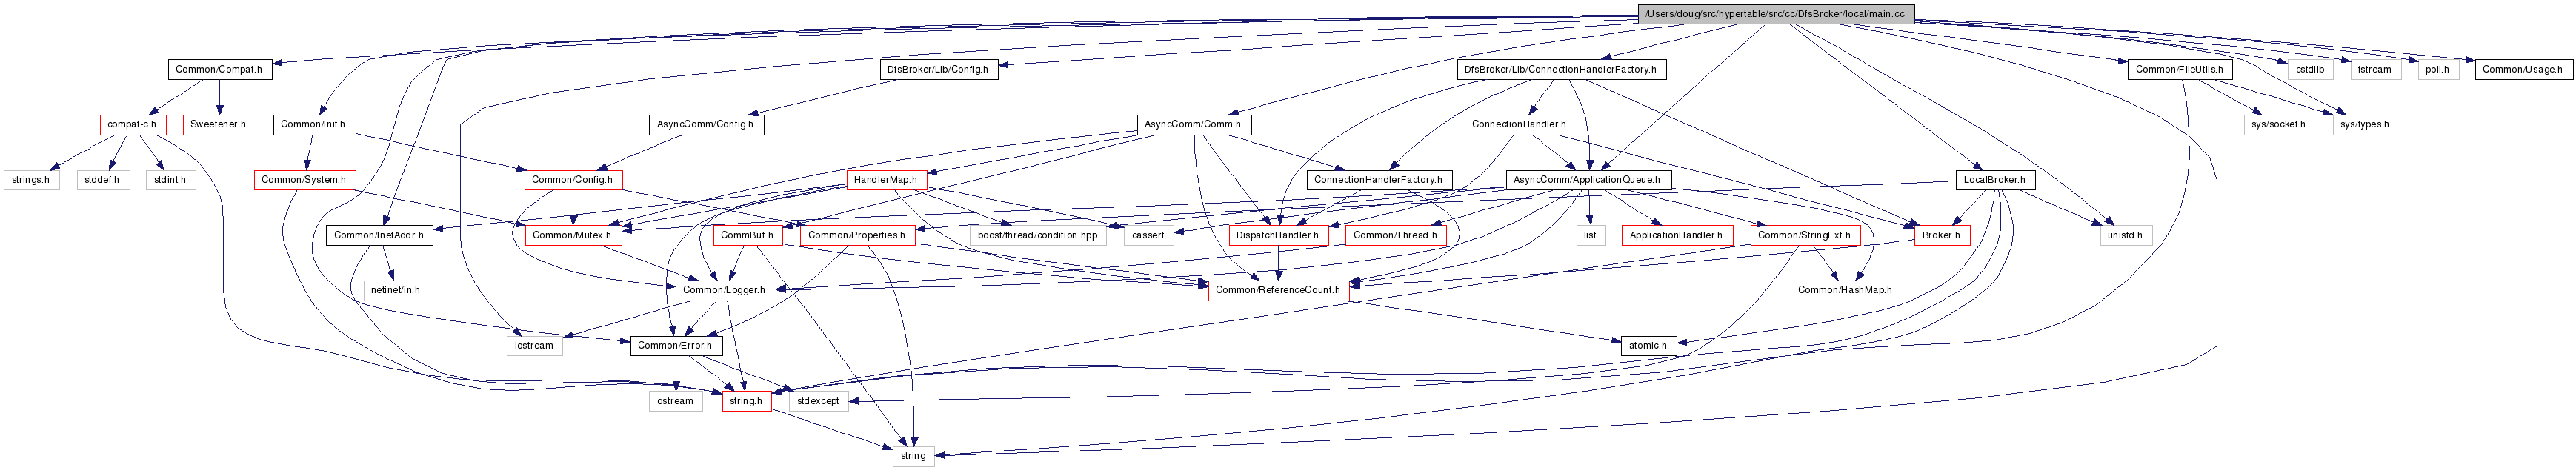 /Users/doug/src/hypertable/src/cc/DfsBroker/local/main.cc
Common/Compat.h
DfsBroker/Lib/Config.h
DfsBroker/Lib/ConnectionHandlerFactory.h
Common/FileUtils.h
cstdlib
fstream
poll.h
Common/Usage.h
compat-c.h
Sweetener.h
Common/Init.h
AsyncComm/Config.h
AsyncComm/Comm.h
ConnectionHandler.h
sys/socket.h
sys/types.h
strings.h
stddef.h
stdint.h
Common/System.h
Common/Config.h
HandlerMap.h
ConnectionHandlerFactory.h
AsyncComm/ApplicationQueue.h
LocalBroker.h
Common/InetAddr.h
Common/Mutex.h
CommBuf.h
Common/Properties.h
boost/thread/condition.hpp
cassert
DispatchHandler.h
Common/Thread.h
list
ApplicationHandler.h
Common/StringExt.h
Broker.h
unistd.h
netinet/in.h
Common/Logger.h
Common/ReferenceCount.h
Common/HashMap.h
iostream
Common/Error.h
atomic.h
ostream
string.h
stdexcept
string